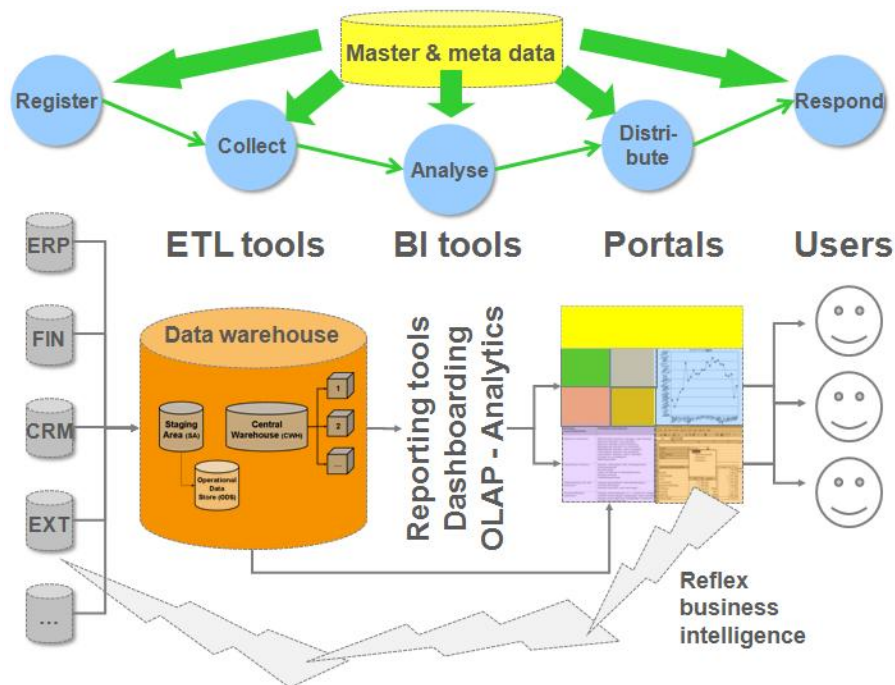 Master & meta data
Register
Collect
Analyse
Distri-
bute
Respond
ETL tools
BI tools
Portals
Users
ERP
FIN
CRM
EXT
...
Data warehouse
Staging
Area (SA)
Central
Warehouse (CWH)
Operational
Data
Store (ODS)
1
2
...
Reporting tools
Dashboarding
OLAP - Analytics
Reflex
business
intelligence